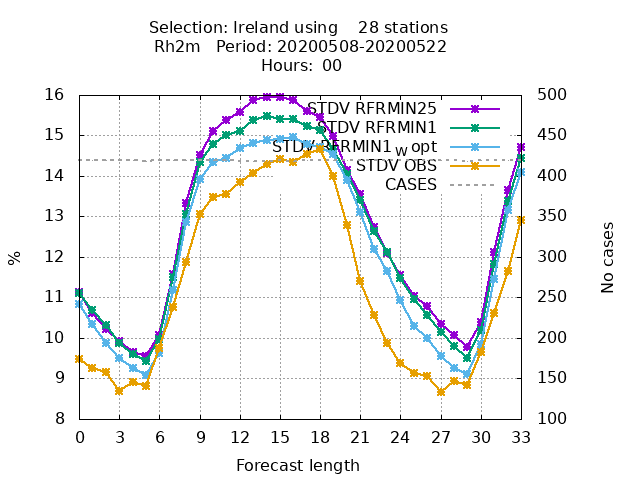 Selection: Ireland using    28 stations
Rh2m   Period: 20200508-20200522
Hours:  00
STDV RFRMIN25
STDV RFRMIN1
STDV RFRMIN1_w opt
STDV OBS
CASES
16
15
14
13
12
11
10
9
8
%
500
450
400
350
300
250
200
150
100
No cases
0 3 6 9 12 15 18 21 24 27 30 33
Forecast length